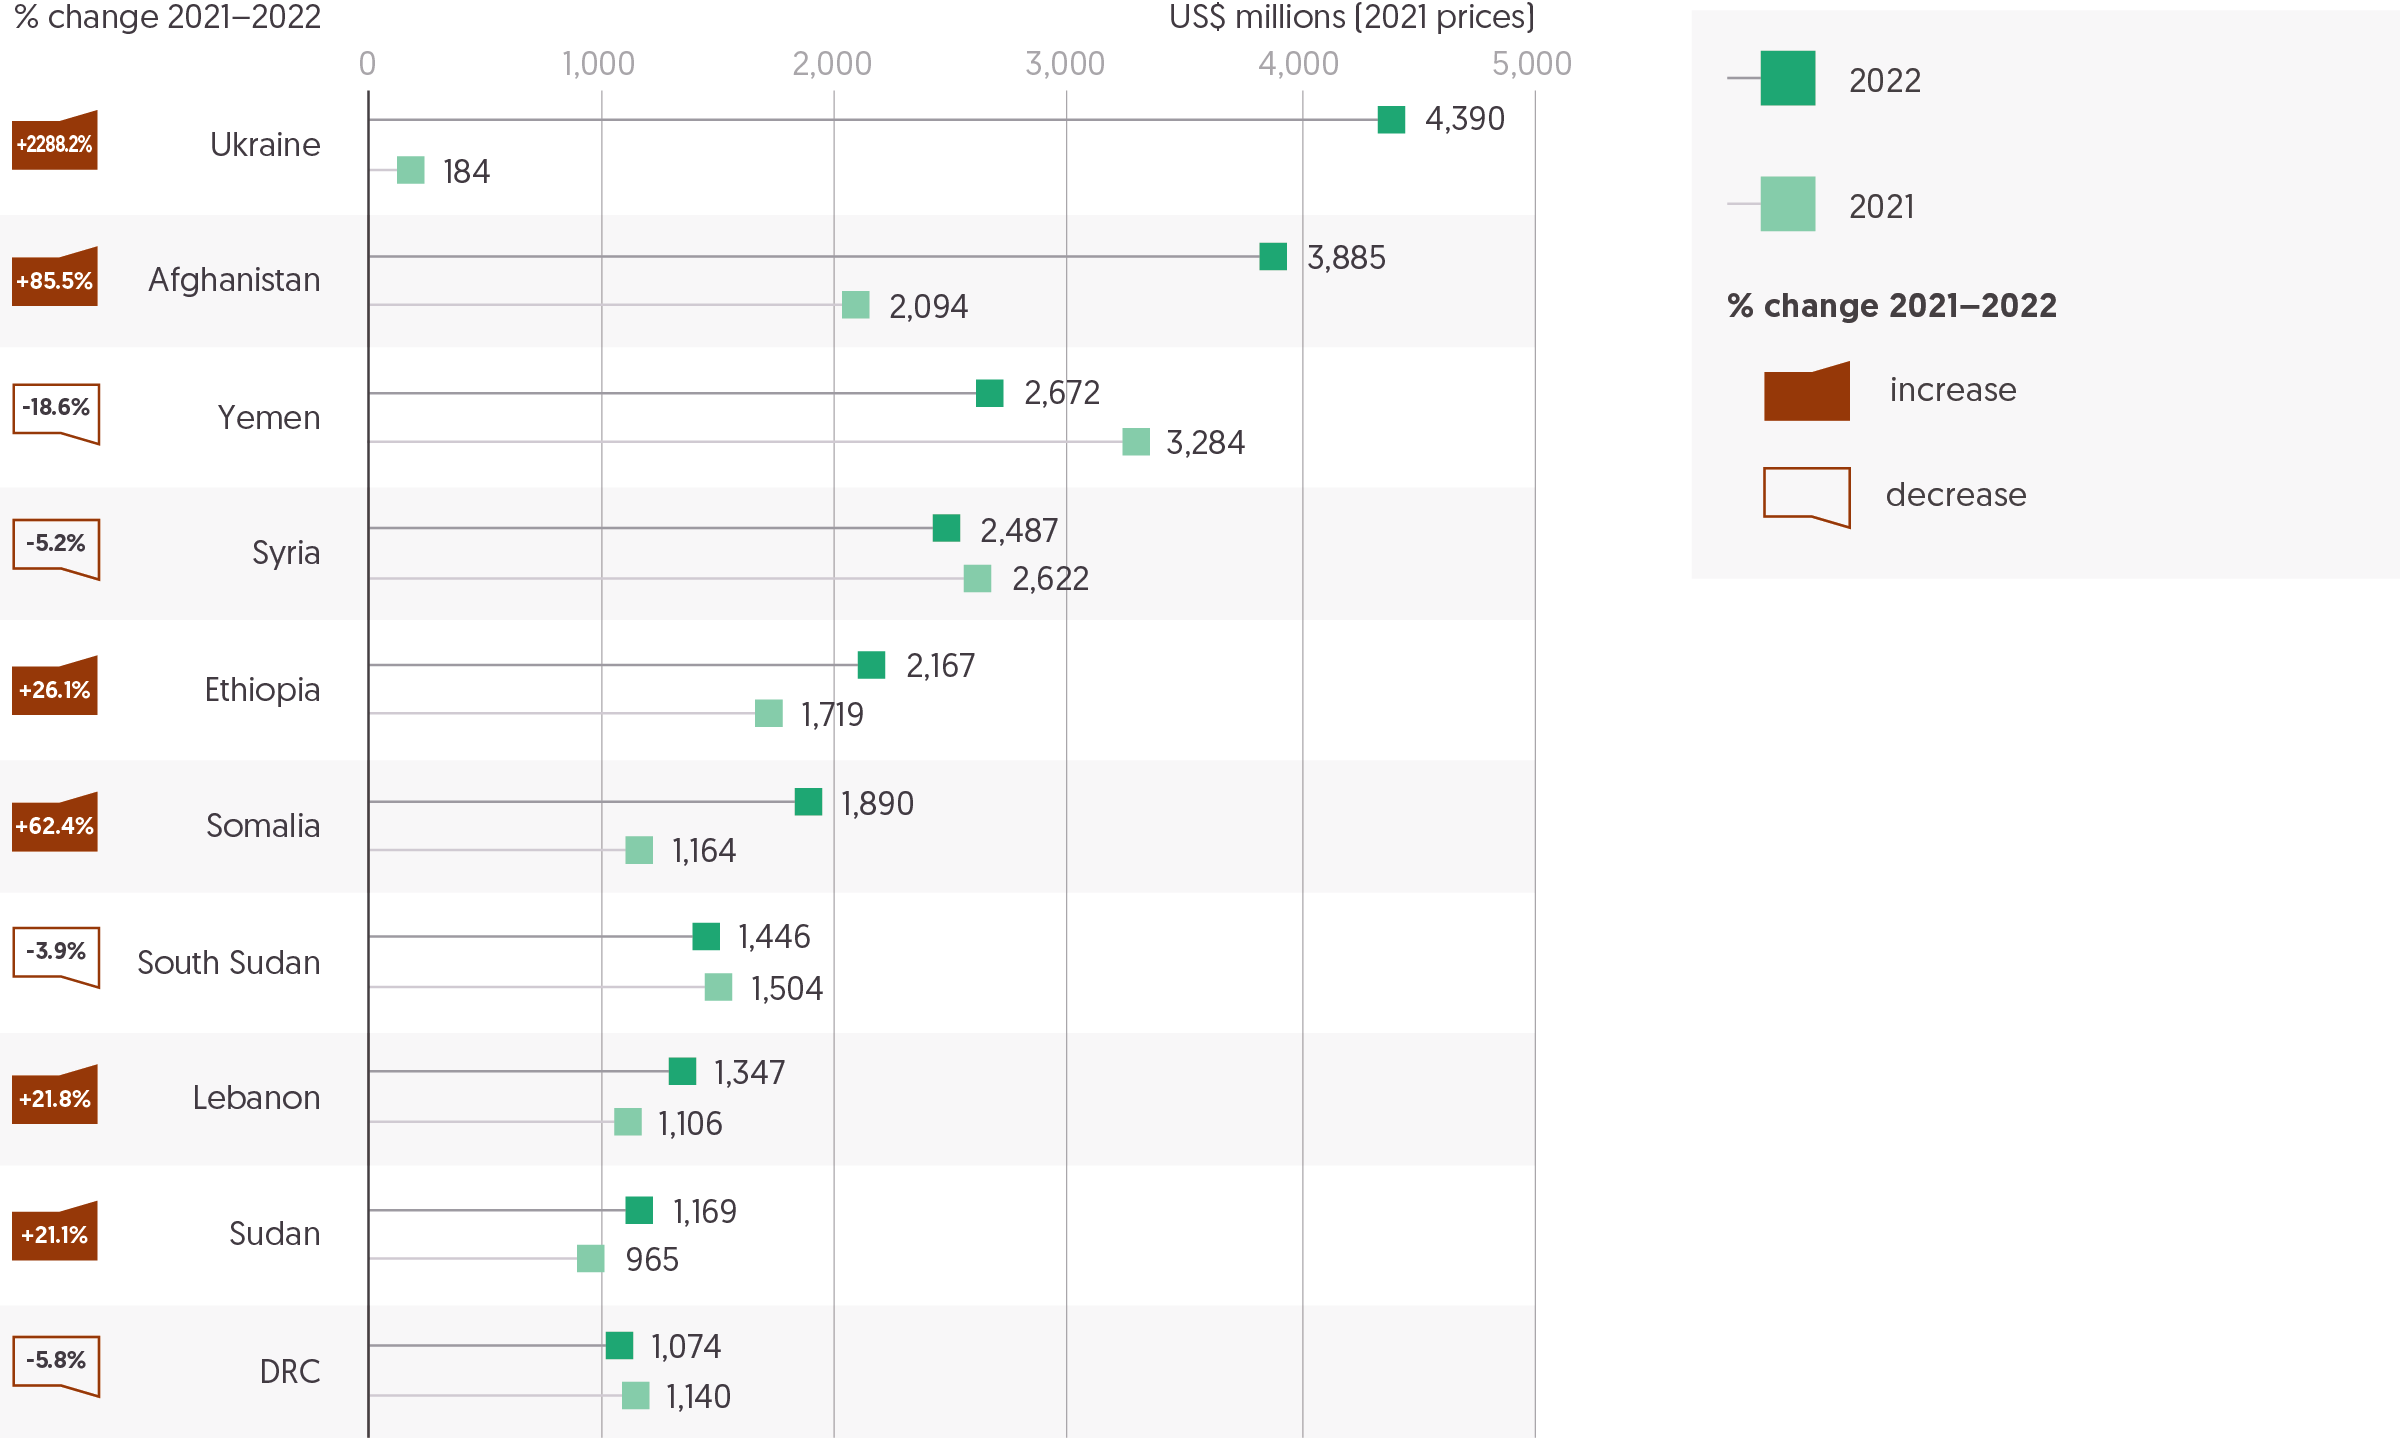 % change 2021–2022
US$ millions (2021 prices)
0 1,000 2,000 3,000 4,000 5,000
+2288.2% Ukraine 4,390
184
+85.5% Afghanistan 3,885
2,094
-18.6% Yemen 2,672
3,284
-5.2% Syria 2,487
2,622
+26.1% Ethiopia 2,167
1,719
+62.4% Somalia 1,890
1,164
-3.9% South Sudan 1,446
1,504
+21.8% Lebanon 1,347
1,106
+21.1% Sudan 1,169
965
-5.8% DRC 1,074
1,140
2022
2021
% change 2021–2022
increase
decrease